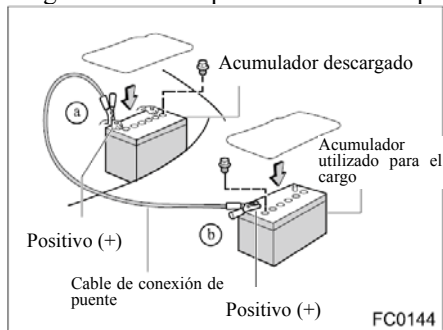 Acumulador descargado
a
Acumulador
utilizado para el
cargo
Positivo (+)
b
Cable de conexión de
puente
Positivo (+)
FC0144